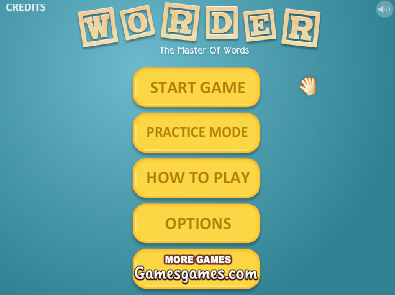 CREDITS
WORDER
The Master Of Words
START GAME
PRACTICE MODE
HOW TO PLAY
OPTIONS
MORE GAMES
Gamesgames.com